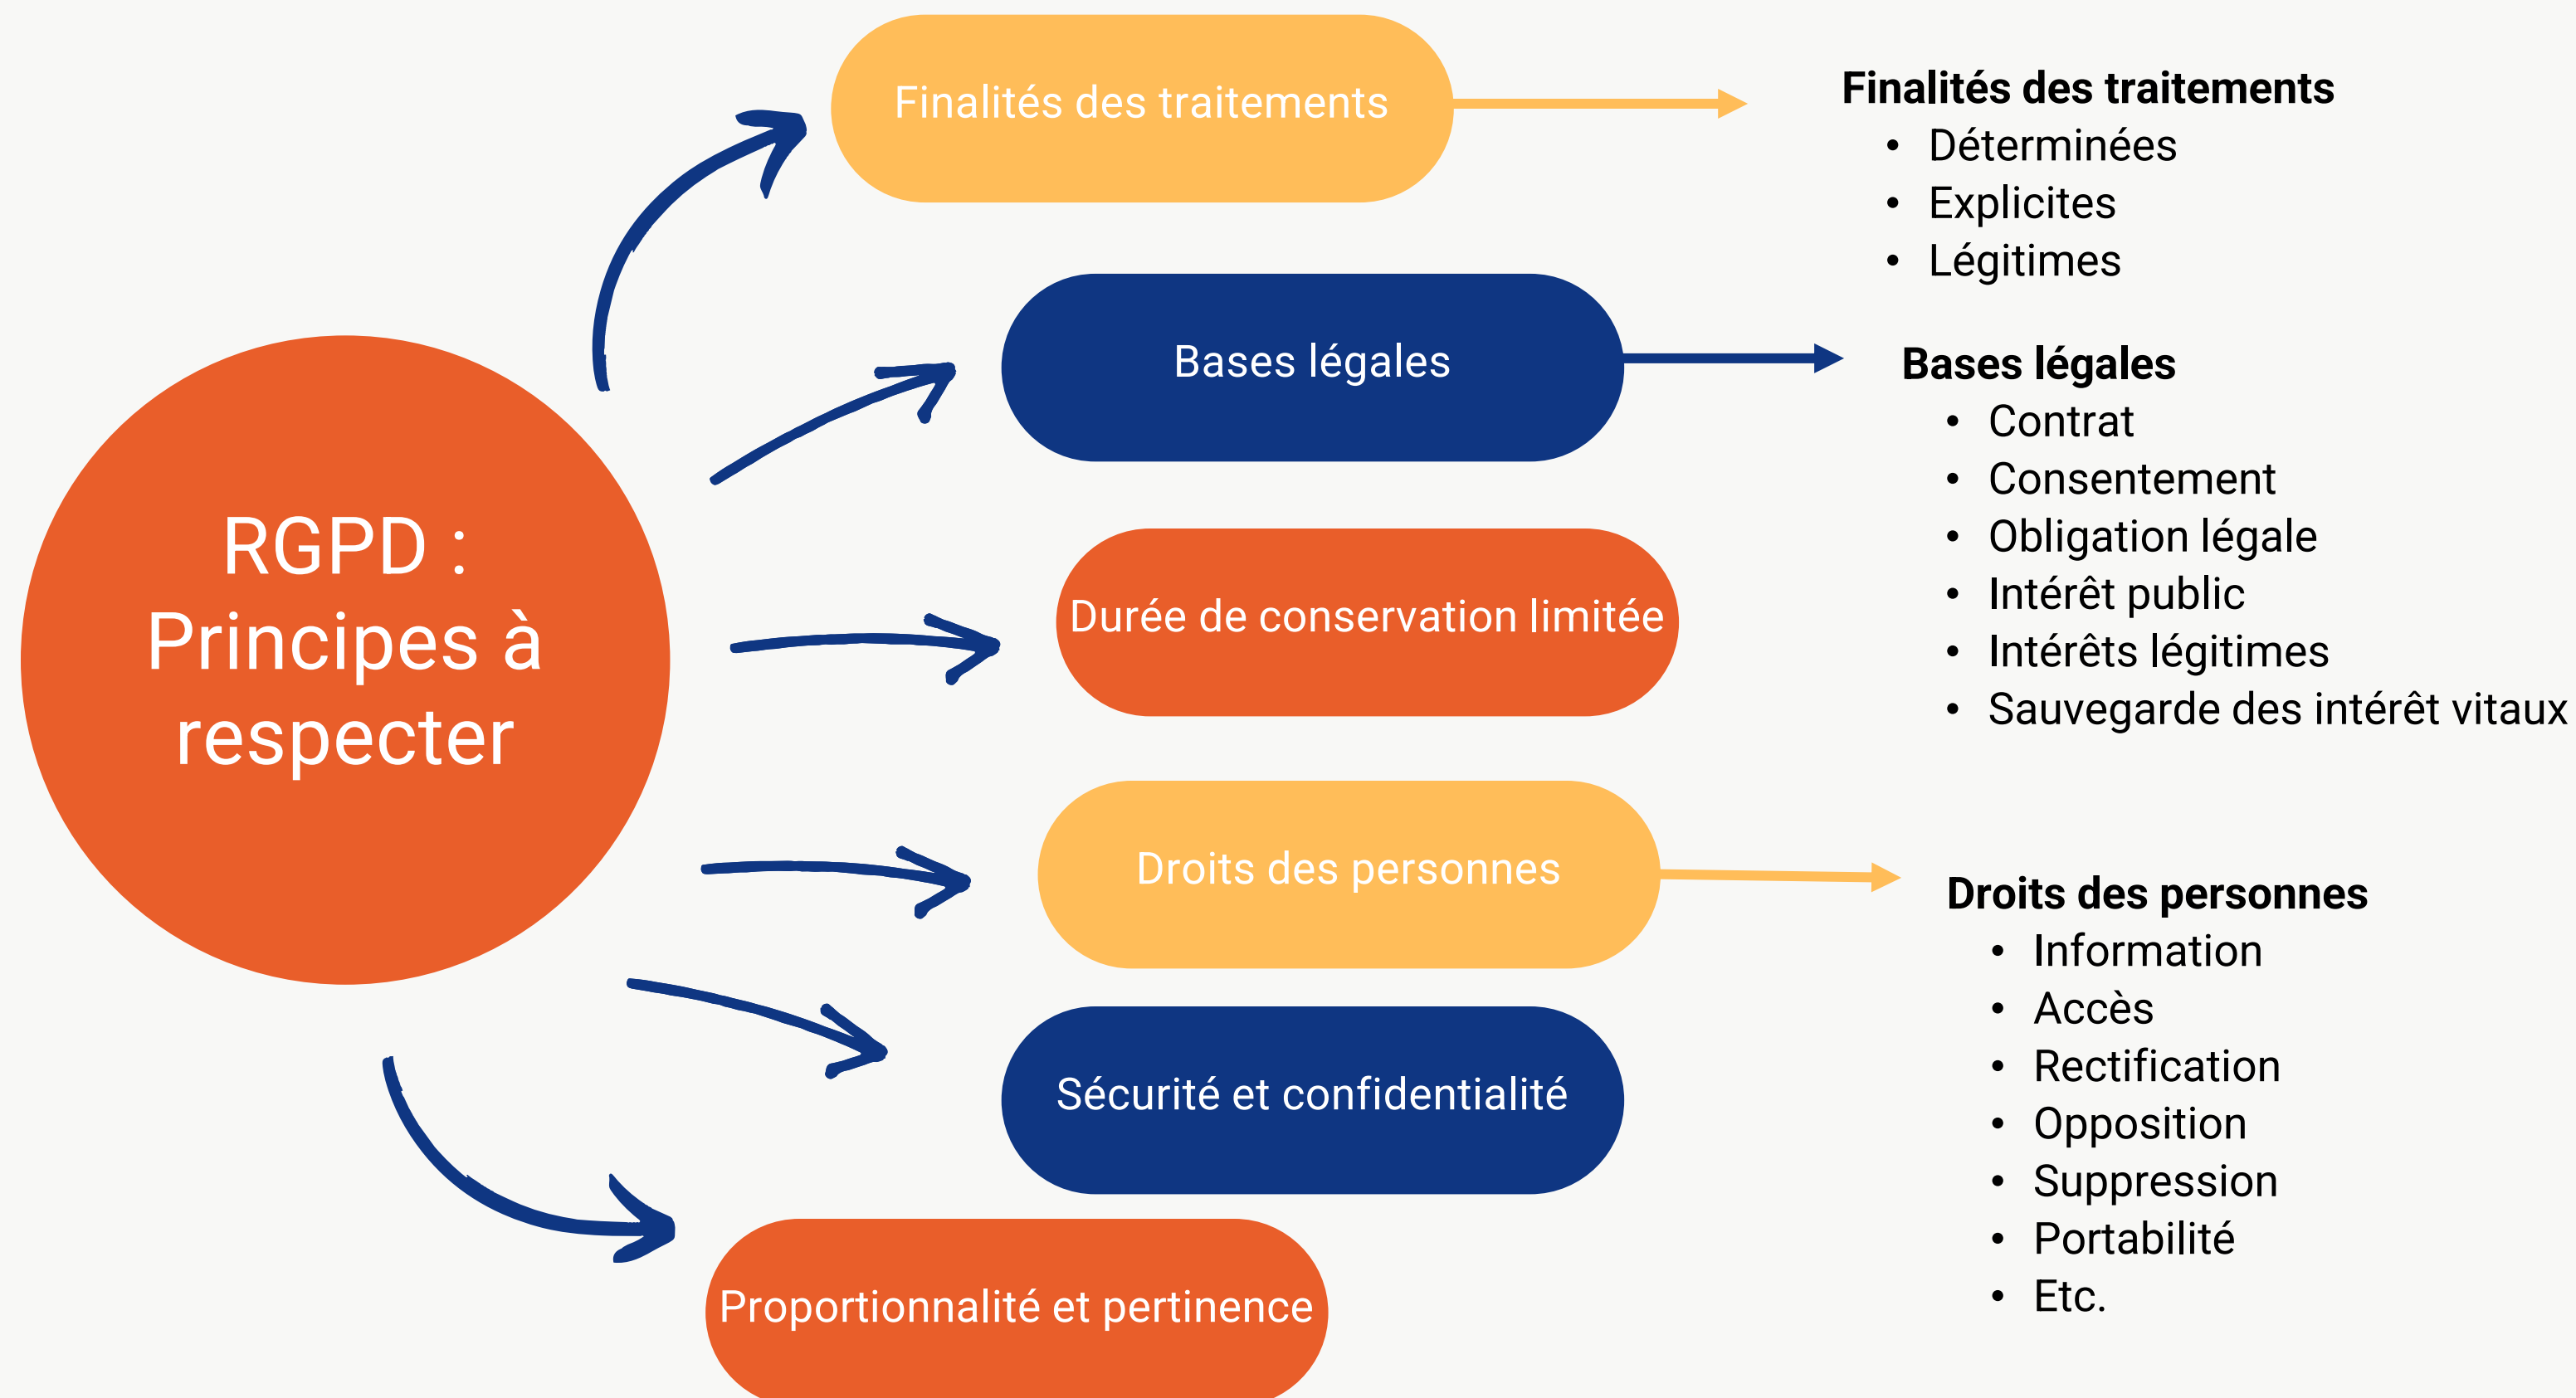 RGPD :
Principes à
respecter
Finalités des traitements
Bases légales
Durée de conservation limitée
Droits des personnes
Sécurité et confidentialité
Proportionnalité et pertinence
Finalités des traitements
• Déterminées
• Explicites
• Légitimes
Bases légales
• Contrat
• Consentement
• Obligation légale
• Intérêt public
• Intérêts légitimes
• Sauvegarde des intérêt vitaux
Droits des personnes
• Information
• Accès
• Rectification
• Opposition
• Suppression
• Portabilité
• Etc.